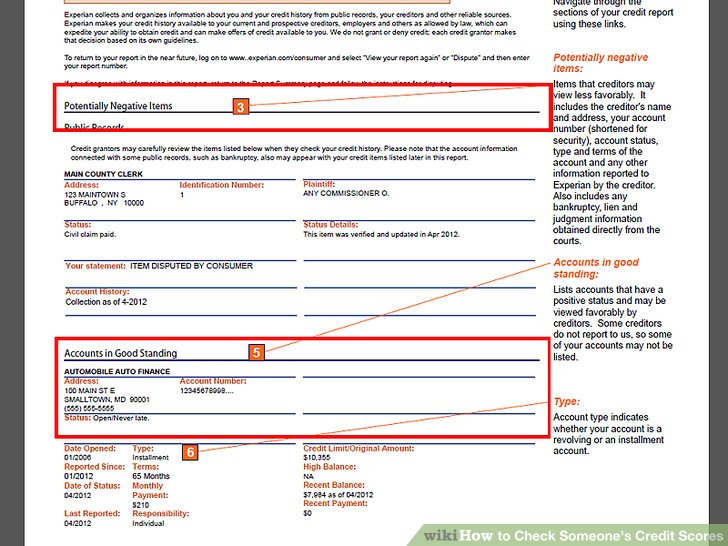 Experian collects and organizes information about you and your credit history from public records, your creditors and other reliable sources.
Experian makes your credit history available to your current and prospective creditors, employers and others as allowed by law, which can
expedite your ability to obtain credit and can make offers of credit available to you. We do not grant or deny credit; each credit grantor makes
that decision based on its own guidelines.
To return to your report in the near future, log on to www..experian.com/consumer and select "View your report again" or "Dispute" and then enter
your report number.
If you disagree with information in this report, return to the Report Summary page and follow the instructions for disputing.
Potentially Negative Items 3
Public Records
Credit grantors may carefully review the items listed below when they check your credit history. Please note that the account information
connected with some public records, such as bankruptcy, also may appear with your credit items listed later in this report.
MAIN COUNTY CLERK
Address: Identification Number: Plaintiff:
123 MAINTOWN S 1 ANY COMMISSIONER O.
BUFFALO , NY 10000
Status: Status Details:
Civil claim paid. This item was verified and updated in Apr 2012.
Your statement: ITEM DISPUTED BY CONSUMER
Account History:
Collection as of 4-2012
Accounts in Good Standing 5
AUTOMOBILE AUTO FINANCE
Address: Account Number:
100 MAIN ST E 12345678998....
SMALLTOWN, MD 90001
(555) 555-5555
Status: Open/Never late.
6
Date Opened: Type: Credit Limit/Original Amount:
01/2006 Installment $10,355
Reported Since: Terms: High Balance:
01/2012 65 Months NA
Date of Status: Monthly Recent Balance:
04/2012 Payment: $7,984 as of 04/2012
$210 Recent Payment:
Last Reported: Responsibility: $0
04/2012 Individual
Navigate through the
sections of your credit report
using these links.
Potentially negative
items:
Items that creditors may
view less favorably. It
includes the creditor's name
and address, your account
number (shortened for
security), account status,
type and terms of the
account and any other
information reported to
Experian by the creditor.
Also includes any
bankruptcy, lien and
judgment information
obtained directly from the
courts.
Accounts in good
standing:
Lists accounts that have a
positive status and may be
viewed favorably by
creditors. Some creditors
do not report to us, so some
of your accounts may not be
listed.
Type:
Account type indicates
whether your account is a
revolving or an installment
account.
wikiHow to Check Someone's Credit Scores